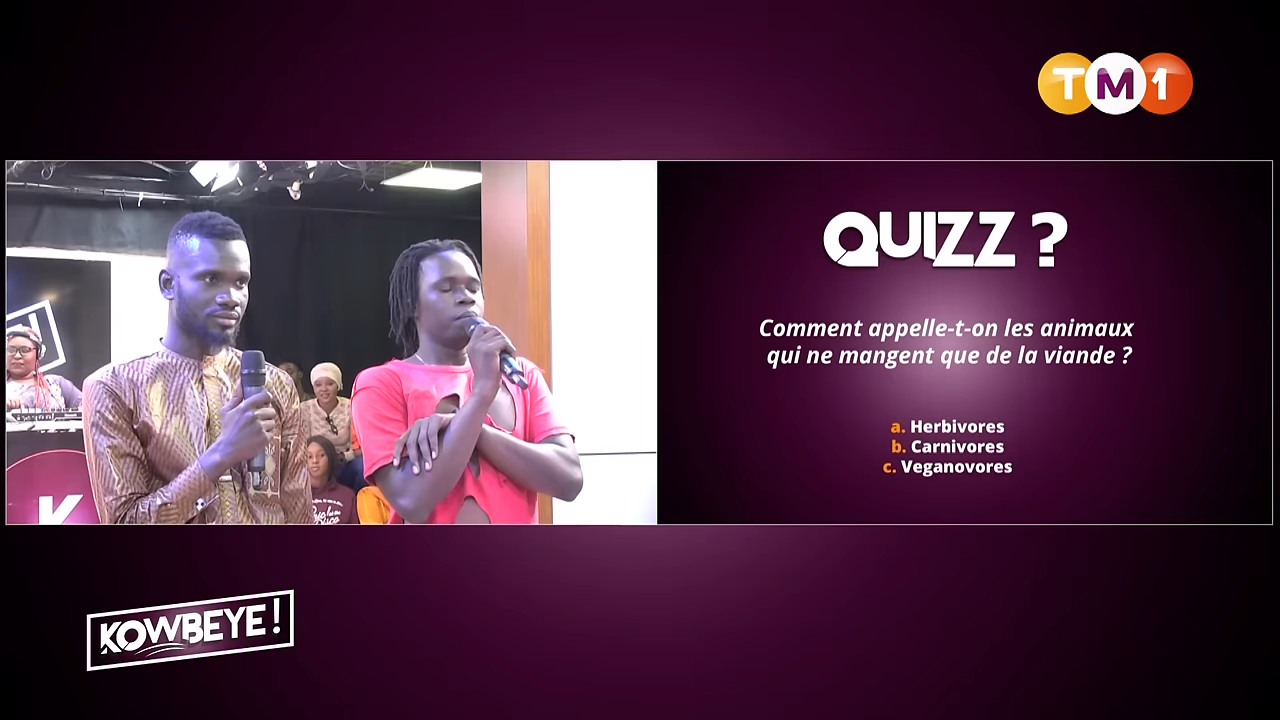 TM1
QUIZZ ?
Comment appelle-t-on les animaux
qui ne mangent que de la viande ?
a. Herbivores
b. Carnivores
c. Veganovores
K
KOWBEYE !